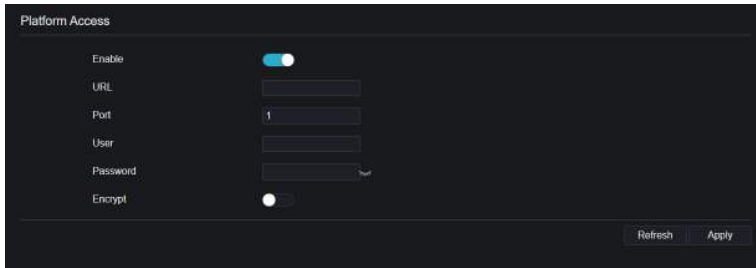 Platform Access
Enable
URL
Port 1
User
Password
Encrypt
Refresh Apply